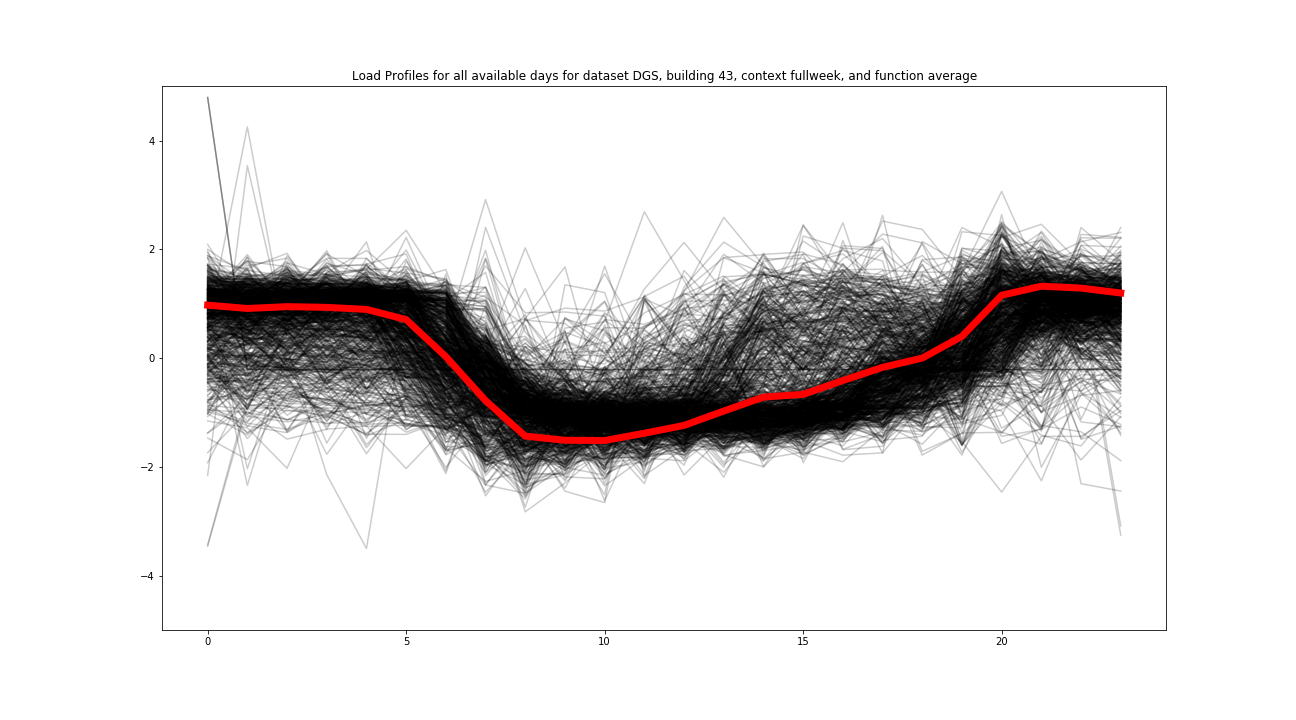 Load Profiles for all available days for dataset DGS, building 43, context fullweek, and function average
4
2
0
−2
−4
0 5 10 15 20